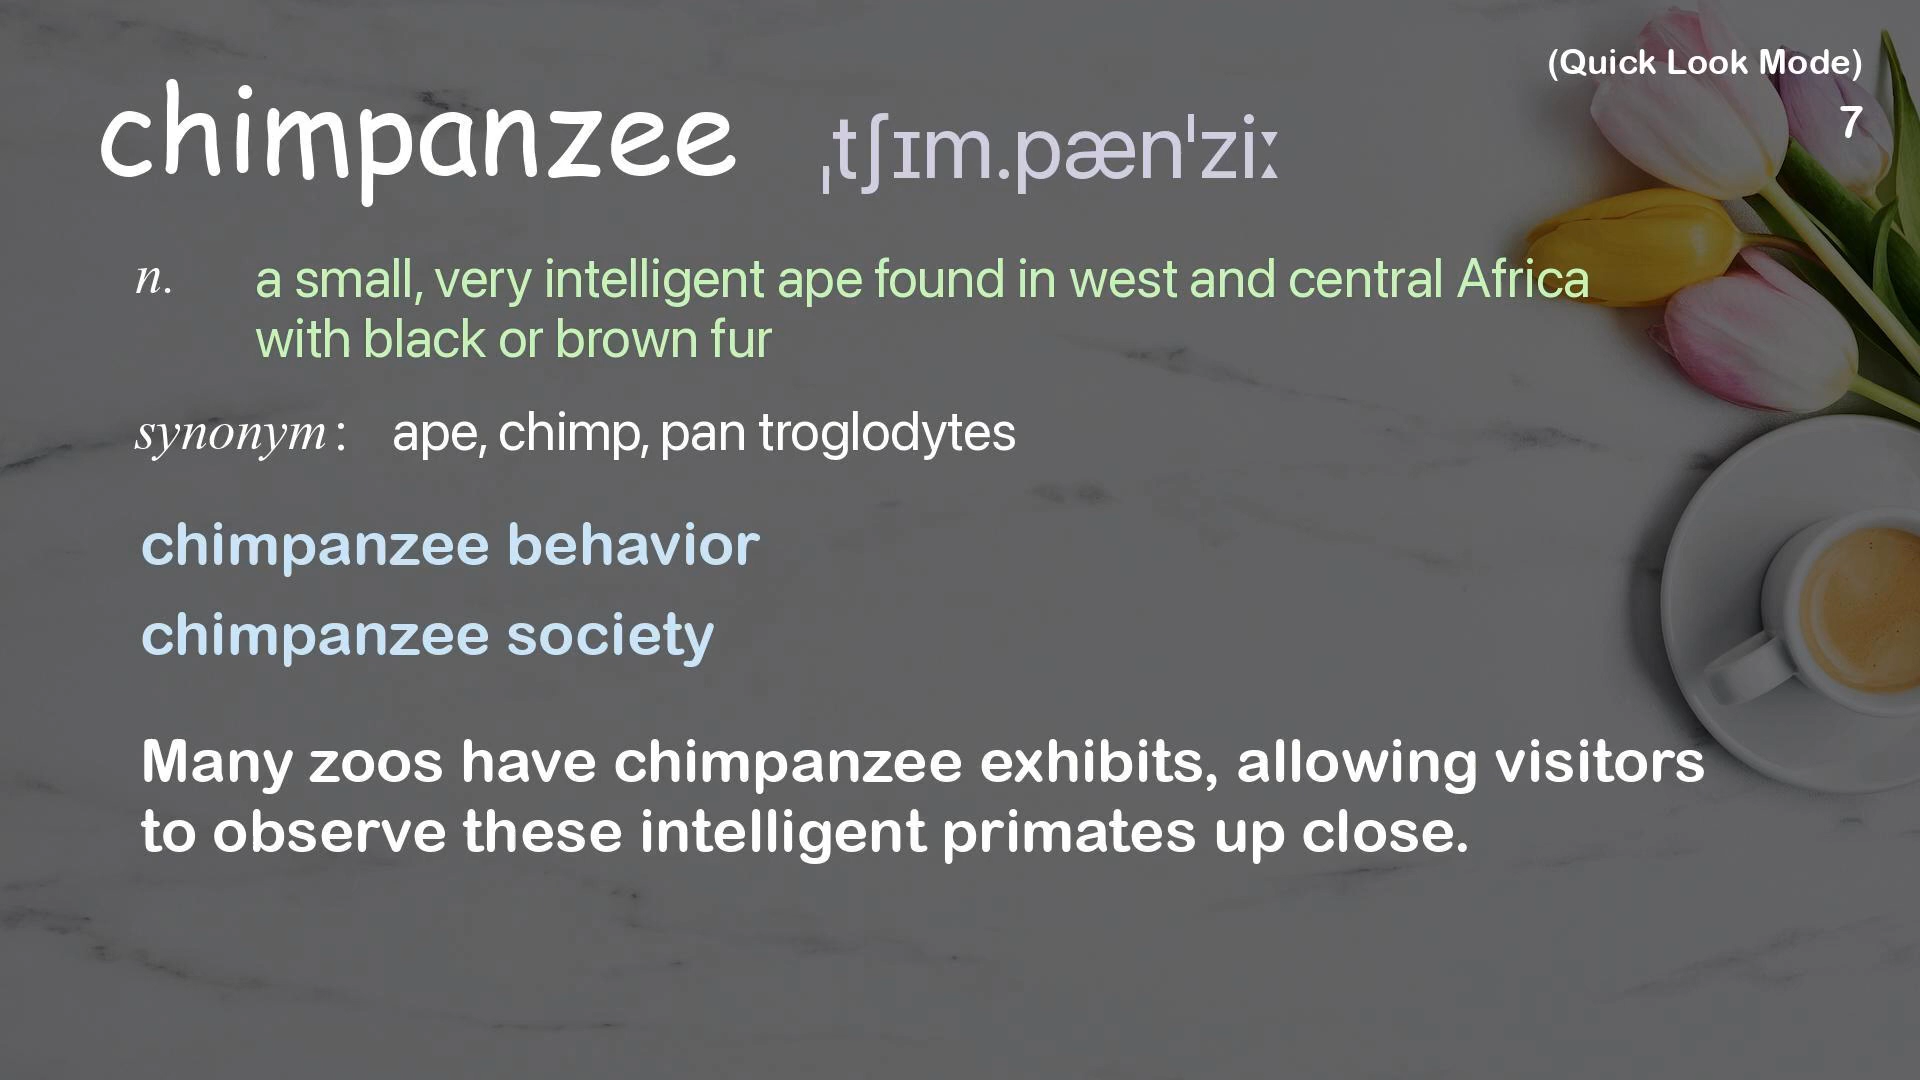 (Quick Look Mode)
chimpanzee ˌtʃɪm.pænˈziː
7
n. a small, very intelligent ape found in west and central Africa
with black or brown fur
synonym: ape, chimp, pan troglodytes
chimpanzee behavior
chimpanzee society
Many zoos have chimpanzee exhibits, allowing visitors
to observe these intelligent primates up close.